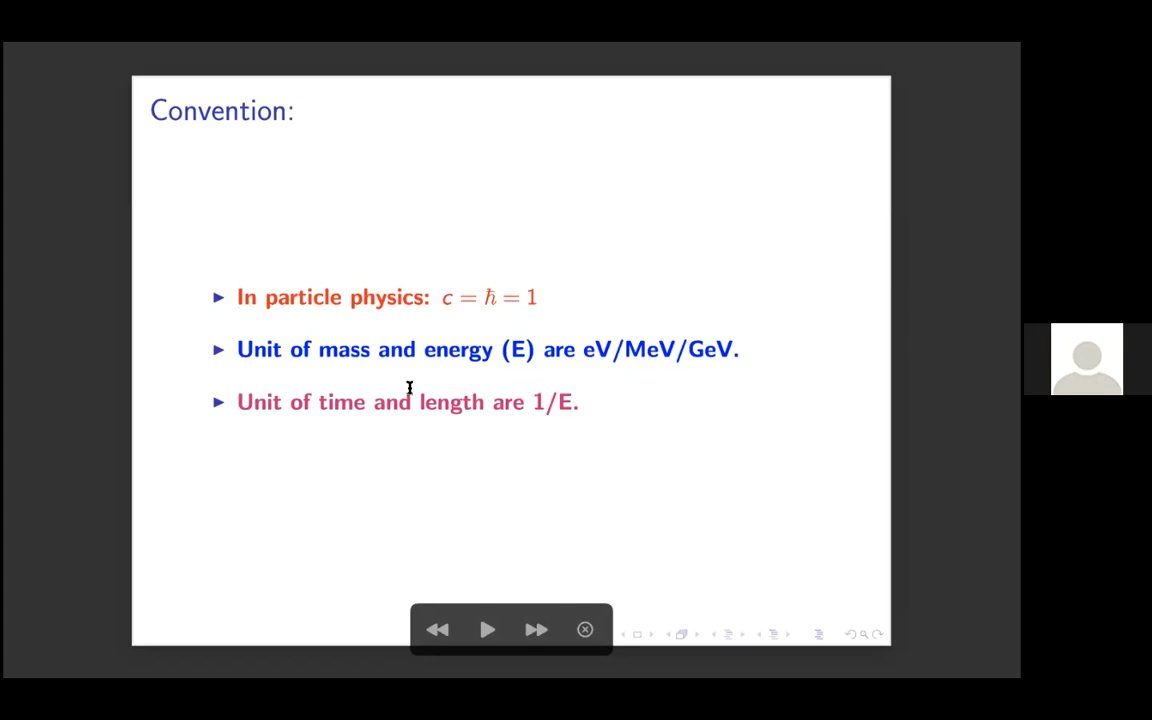 Convention:
▶ In particle physics: c = ℏ = 1
▶ Unit of mass and energy (E) are eV/MeV/GeV.
▶ Unit of time and length are 1/E.